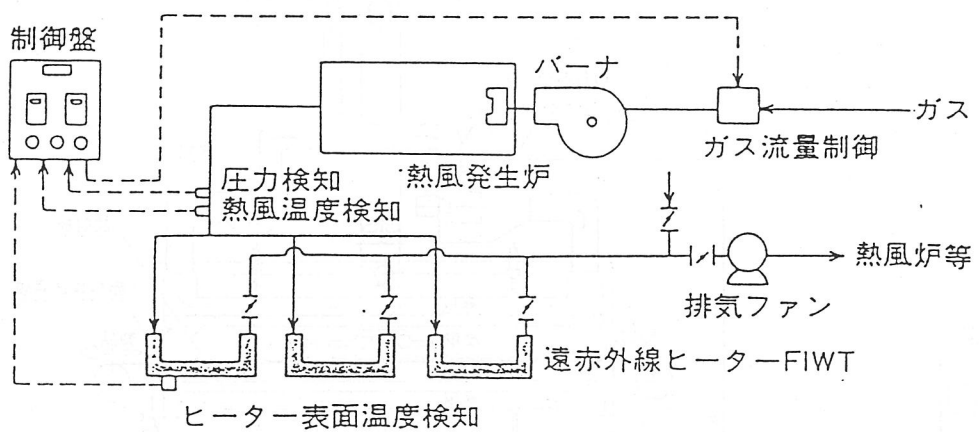 制御盤
バーナ
ガス
ガス流量制御
熱風発生炉
圧力検知
熱風温度検知
熱風炉等
排気ファン
遠赤外線ヒーターFIWT
ヒーター表面温度検知